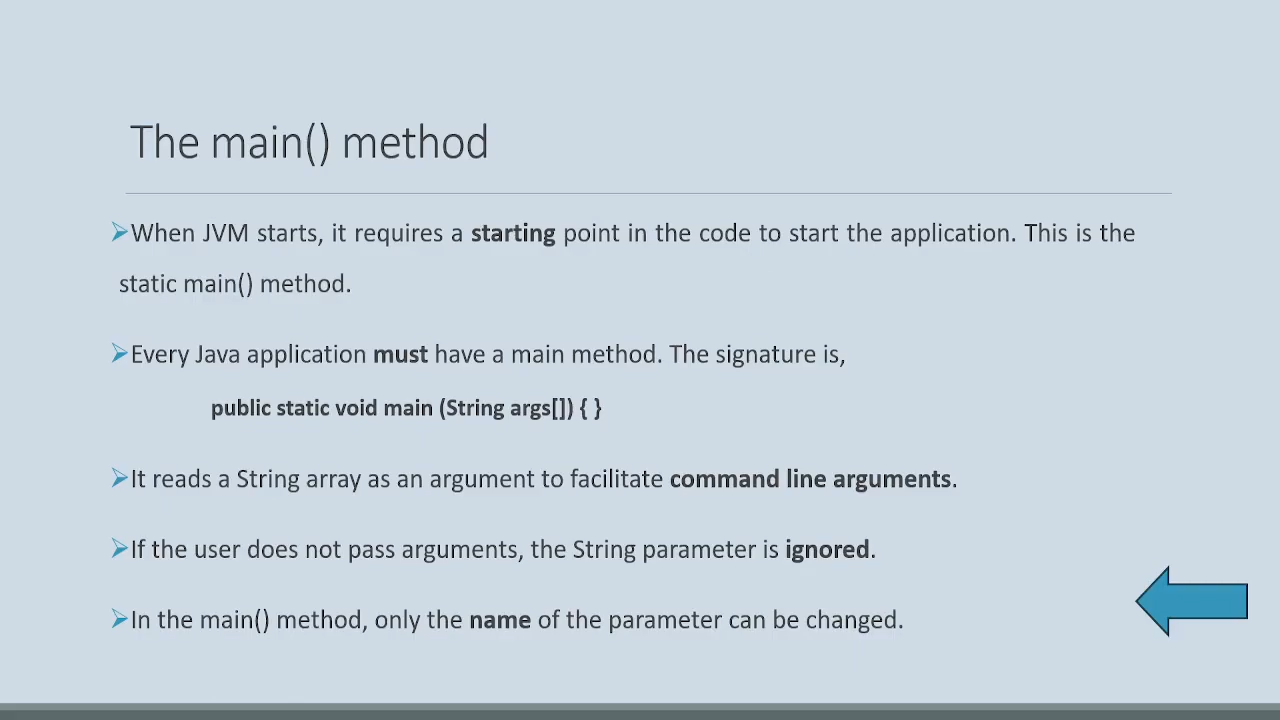 The main() method
When JVM starts, it requires a starting point in the code to start the application. This is the
static main() method.
Every Java application must have a main method. The signature is,
public static void main (String args[]) { }
It reads a String array as an argument to facilitate command line arguments.
If the user does not pass arguments, the String parameter is ignored.
In the main() method, only the name of the parameter can be changed.